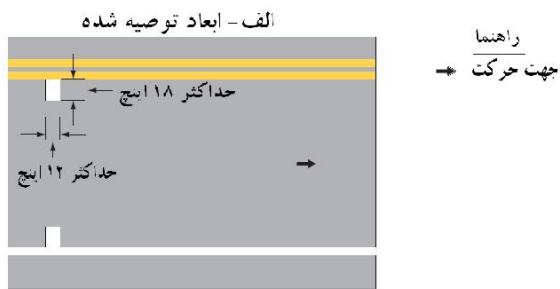 الف - ابعاد توصیه شده
راهنما
جهت حرکت
حداکثر ۱۸ اینچ
حداکثر ۱۲ اینچ